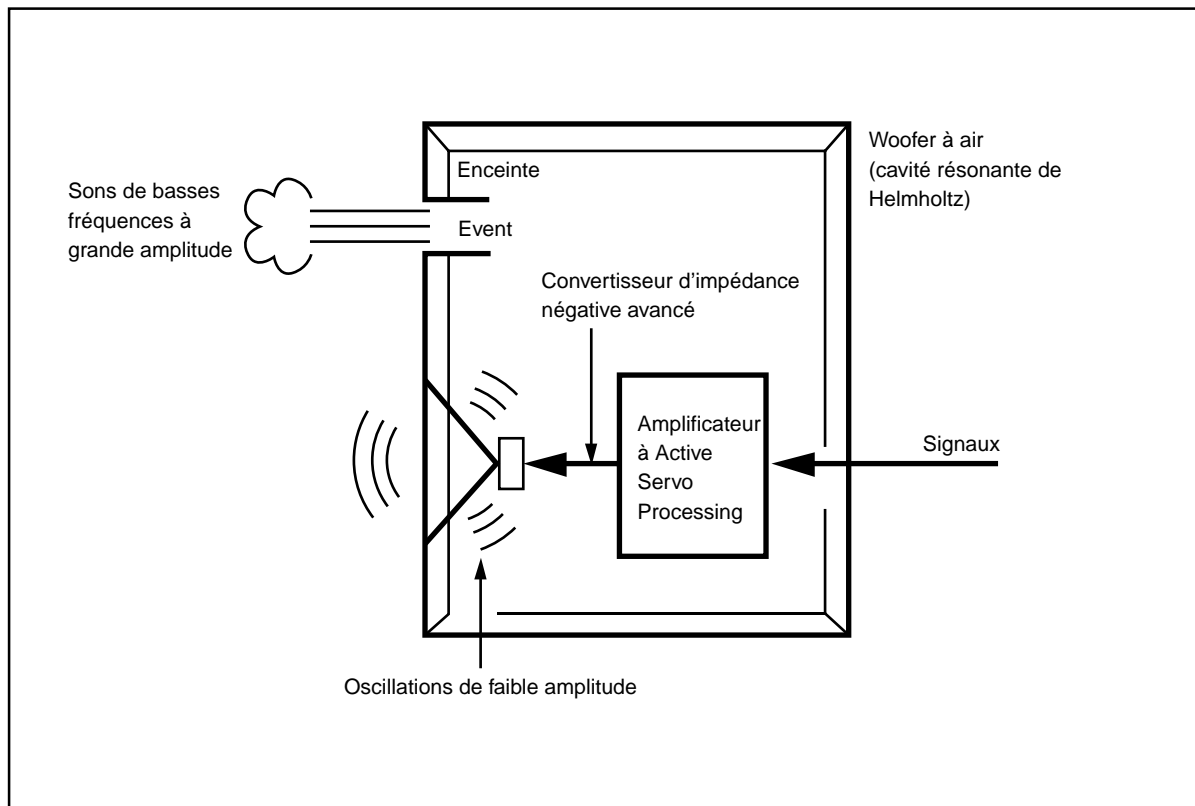 Woofer à air
(cavité résonante de
Helmholtz)
Enceinte
Sons de basses
fréquences à
grande amplitude
Event
Convertisseur d’impédance
négative avancé
Amplificateur
à Active
Servo
Processing
Signaux
Oscillations de faible amplitude